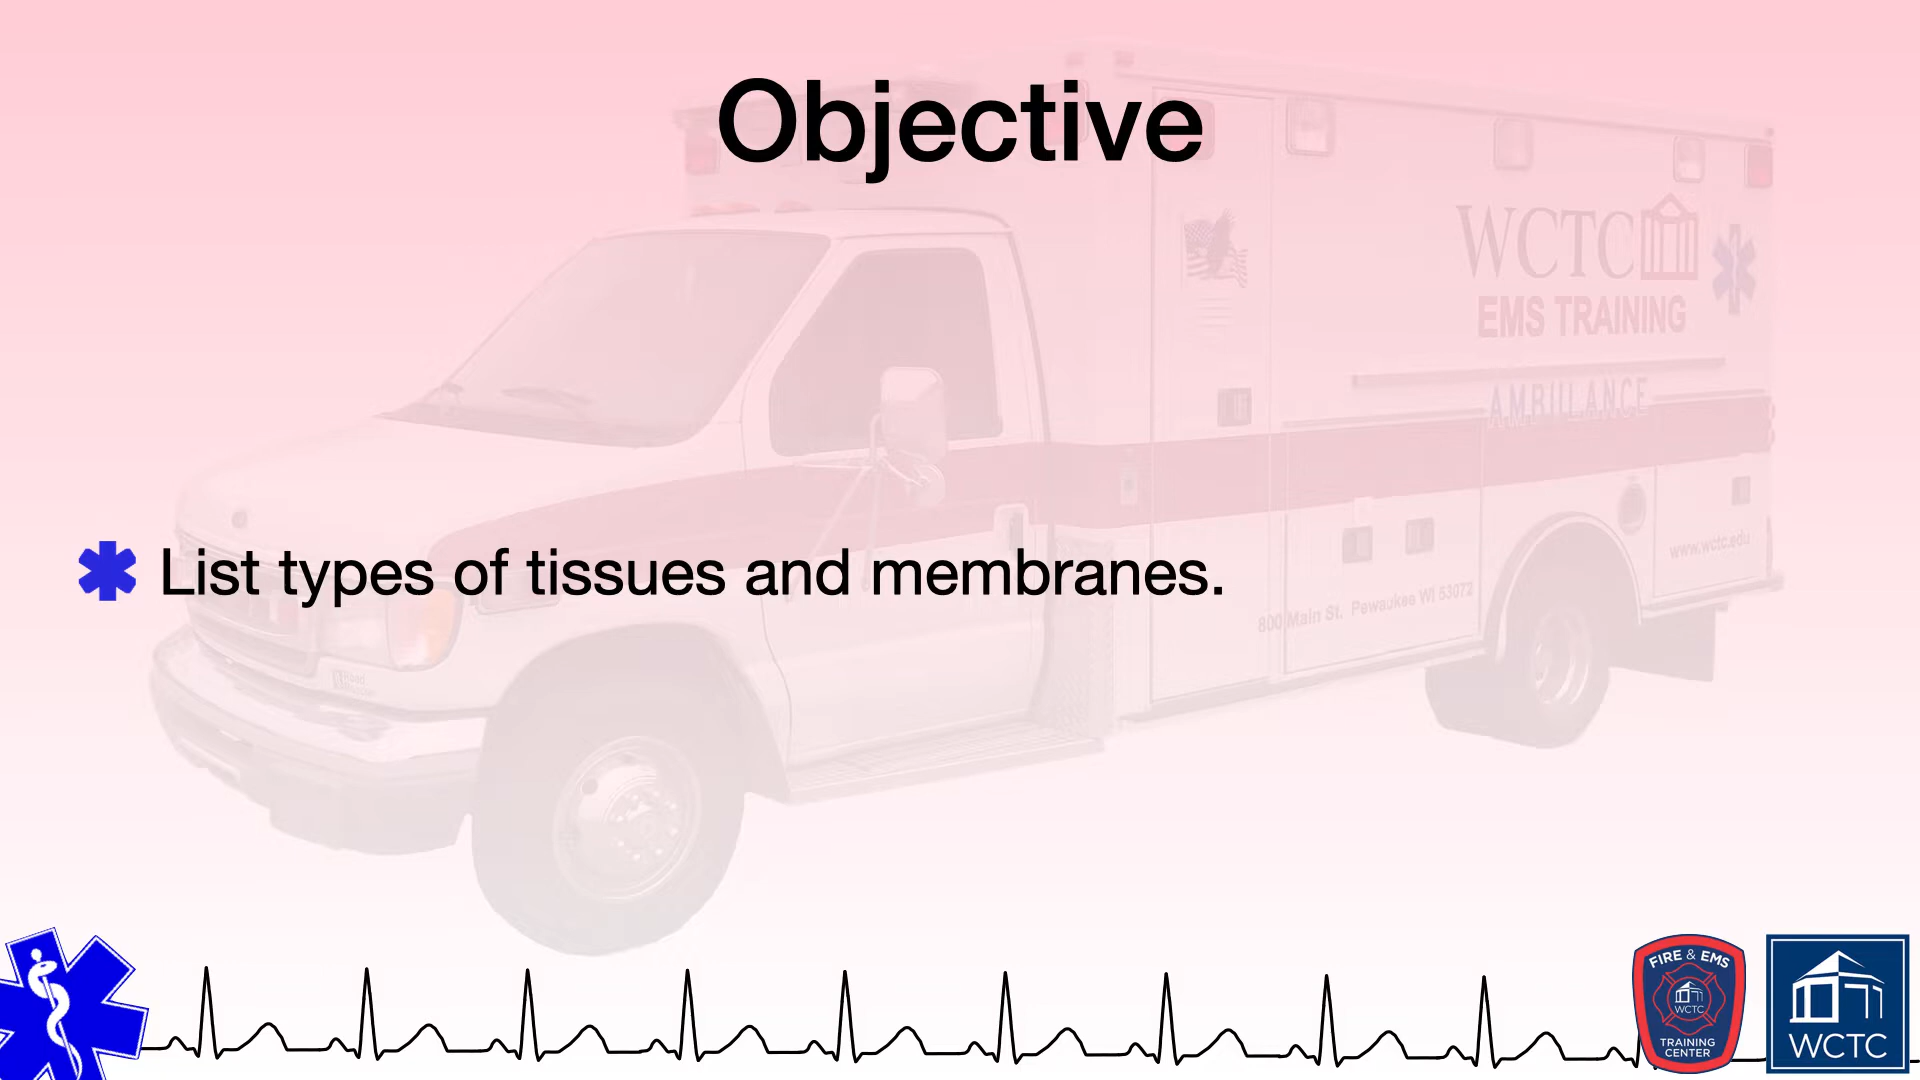 Objective
WCTC
EMS TRAINING
AMBULANCE
www.wctc.edu
List types of tissues and membranes.
800 Main St. Pewaukee WI 53072
FIRE & EMS
WCTC
TRAINING
CENTER
WCTC